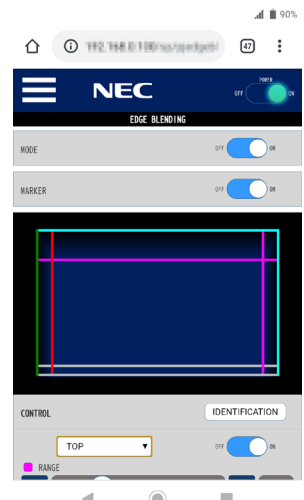 90%
47
NEC
POWER
OFF ON
EDGE BLENDING
MODE
OFF ON
MARKER
OFF ON
CONTROL
IDENTIFICATION
TOP
OFF ON
RANGE